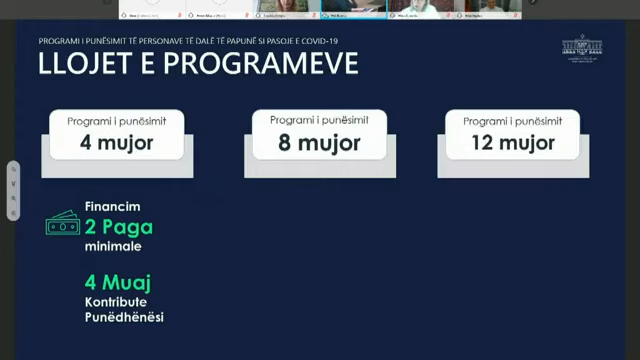 PROGRAMI I PUNËSIMIT TË PERSONAVE TË DALË TË PAPUNË SI PASOJE E COVID-19
LLOJET E PROGRAMEVE
Programi i punësimit
4 mujor
Programi i punësimit
8 mujor
Programi i punësimit
12 mujor
Financim
2 Paga
minimale
4 Muaj
Kontribute
Punëdhënësi